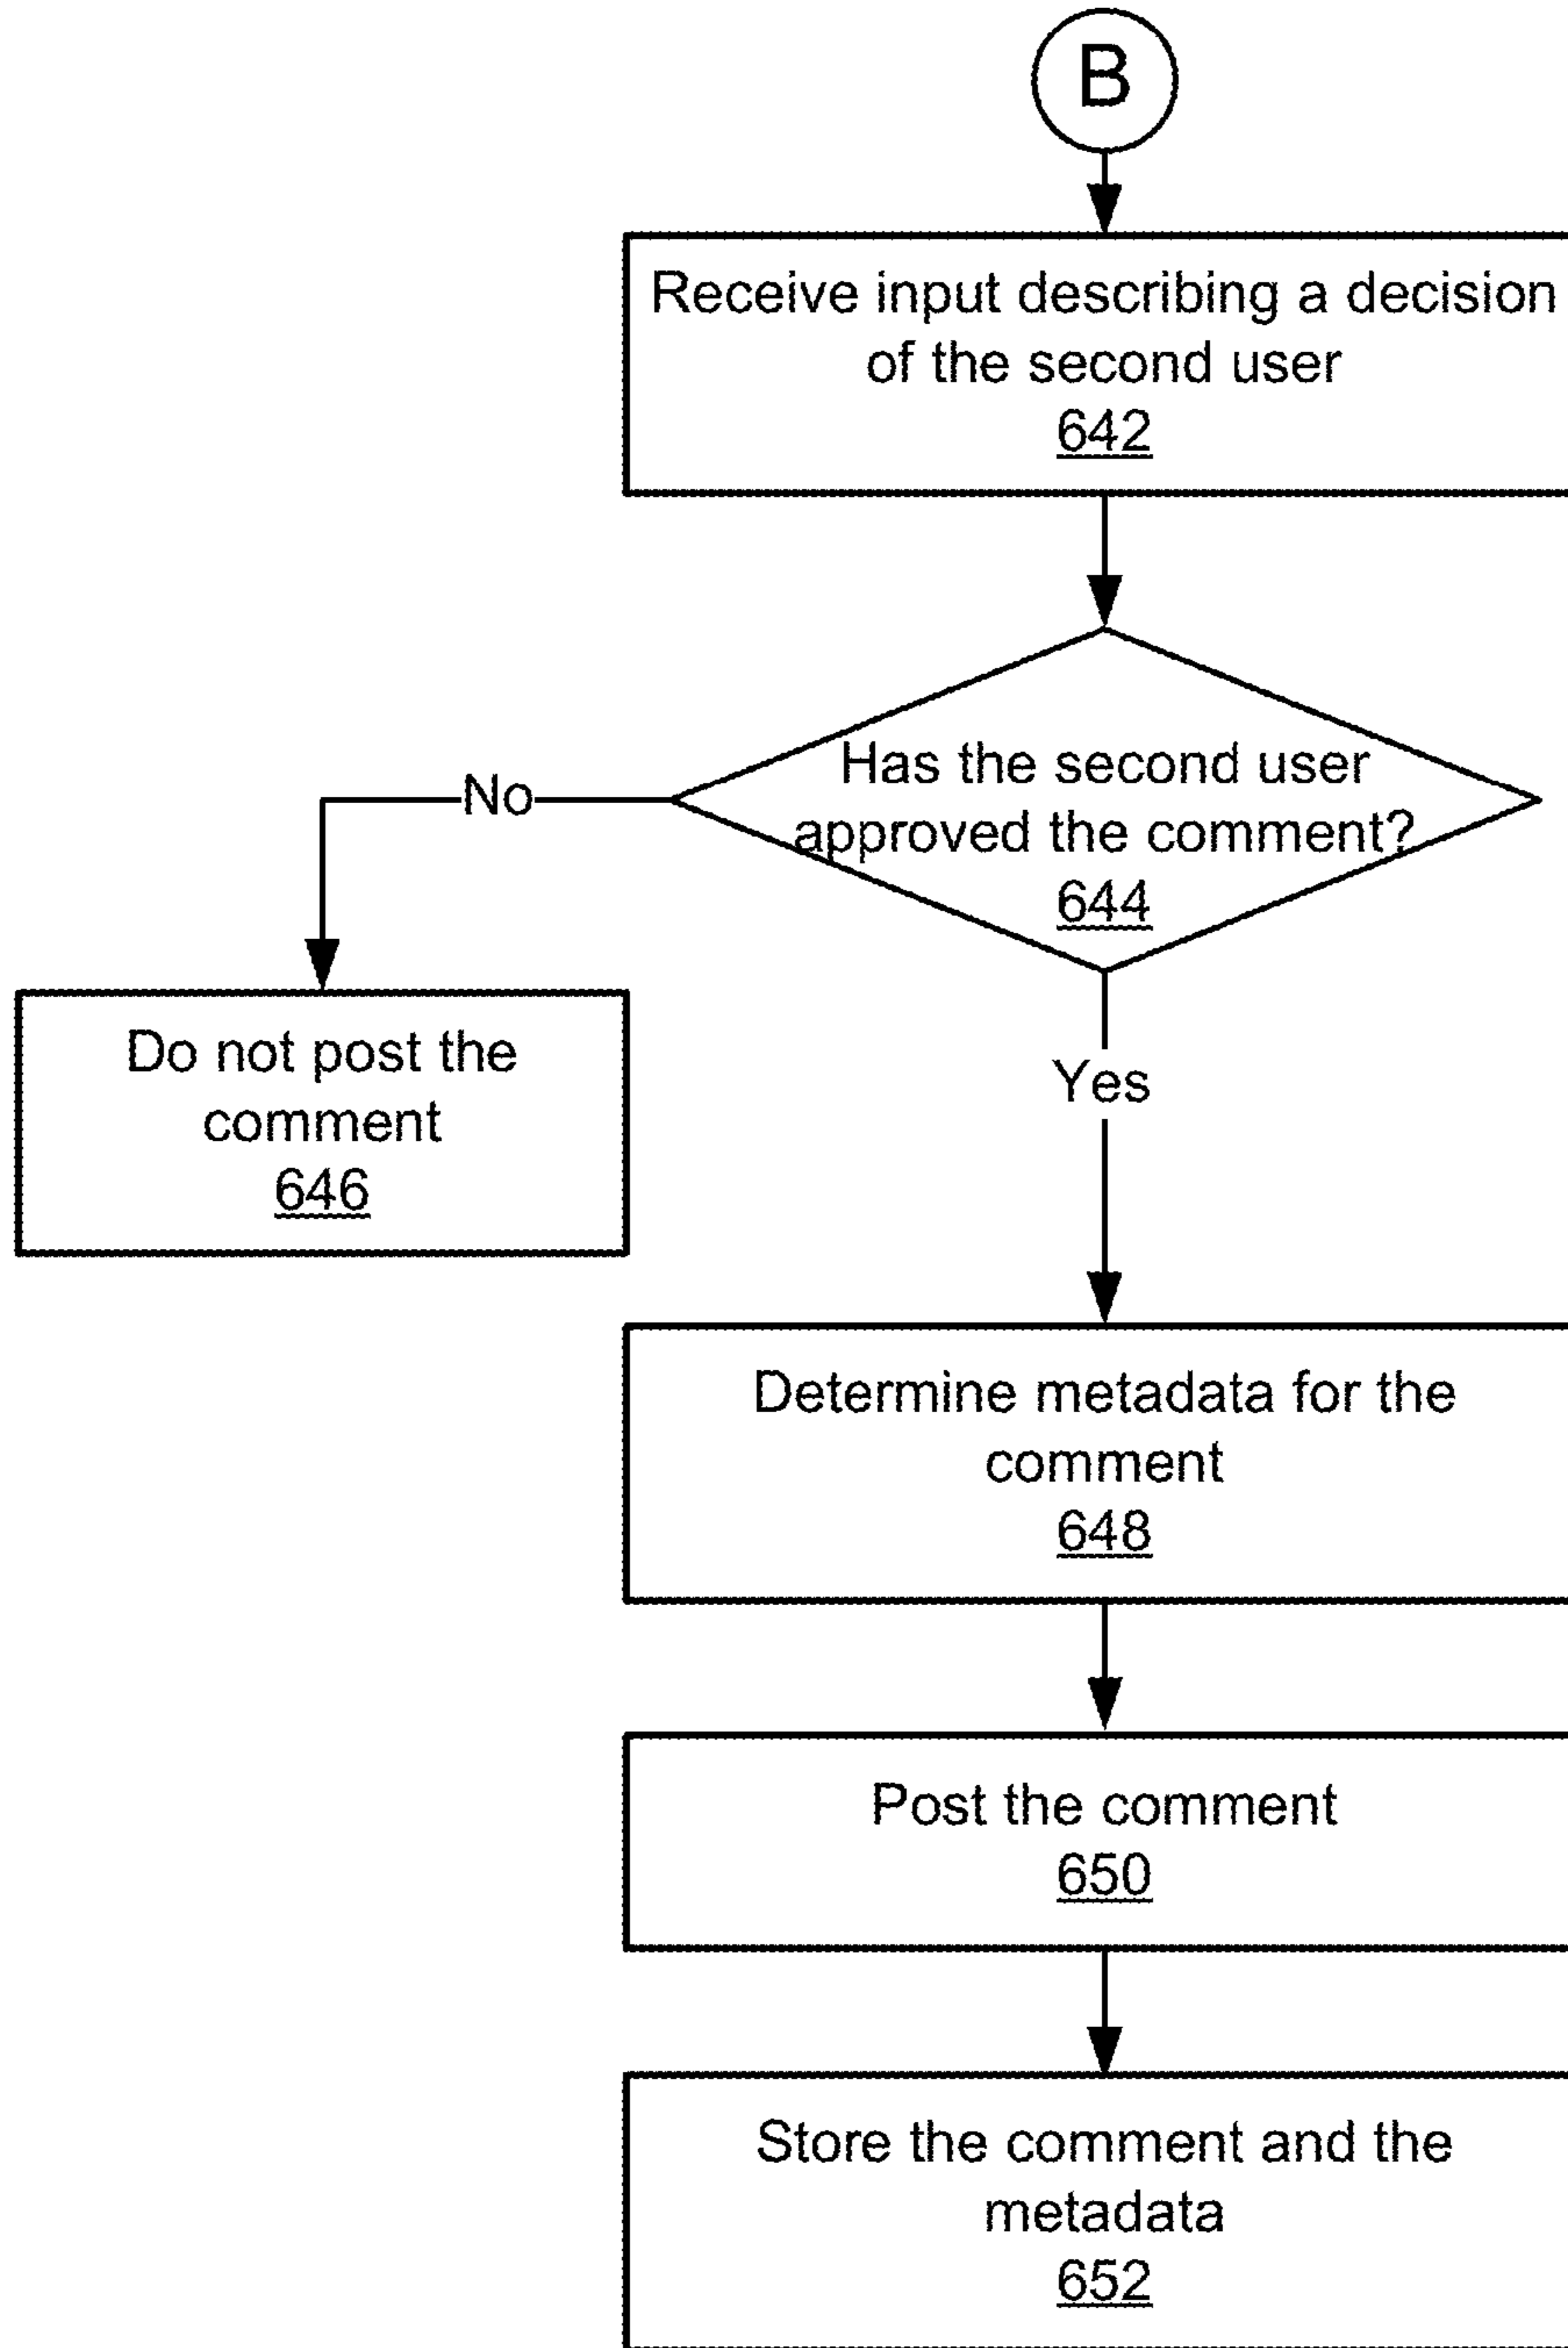 B
Receive input describing a decision
of the second user
642
Has the second user
approved the comment?
644
No
Yes
Do not post the
comment
646
Determine metadata for the
comment
648
Post the comment
650
Store the comment and the
metadata
652